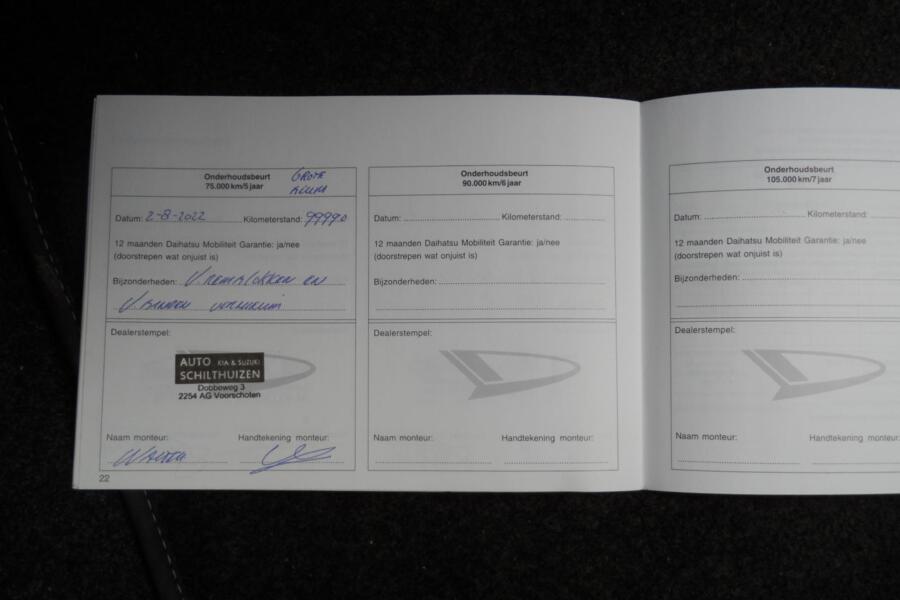 Onderhoudsbeurt
75.000 km/5 jaar
GROTE
BEURT
Datum: 2-8-2022 Kilometerstand: 99990
12 maanden Daihatsu Mobiliteit Garantie: ja/nee
(doorstrepen wat onjuist is)
Bijzonderheden: V. REMBLOKKEN EN
V. BANDEN
Dealerstempel:
AUTO KIA & SUZUKI
SCHILTHUIZEN
Dobbeweg 3
2254 AG Voorschoten
Naam monteur: Handtekening monteur:
22
Onderhoudsbeurt
90.000 km/6 jaar
Datum: Kilometerstand:
12 maanden Daihatsu Mobiliteit Garantie: ja/nee
(doorstrepen wat onjuist is)
Bijzonderheden:
Dealerstempel:
Naam monteur: Handtekening monteur:
Onderhoudsbeurt
105.000 km/7 jaar
Datum: Kilometerstand:
12 maanden Daihatsu Mobiliteit Garantie: ja/nee
(doorstrepen wat onjuist is)
Bijzonderheden:
Dealerstempel:
Naam monteur: Handtekening monteur: